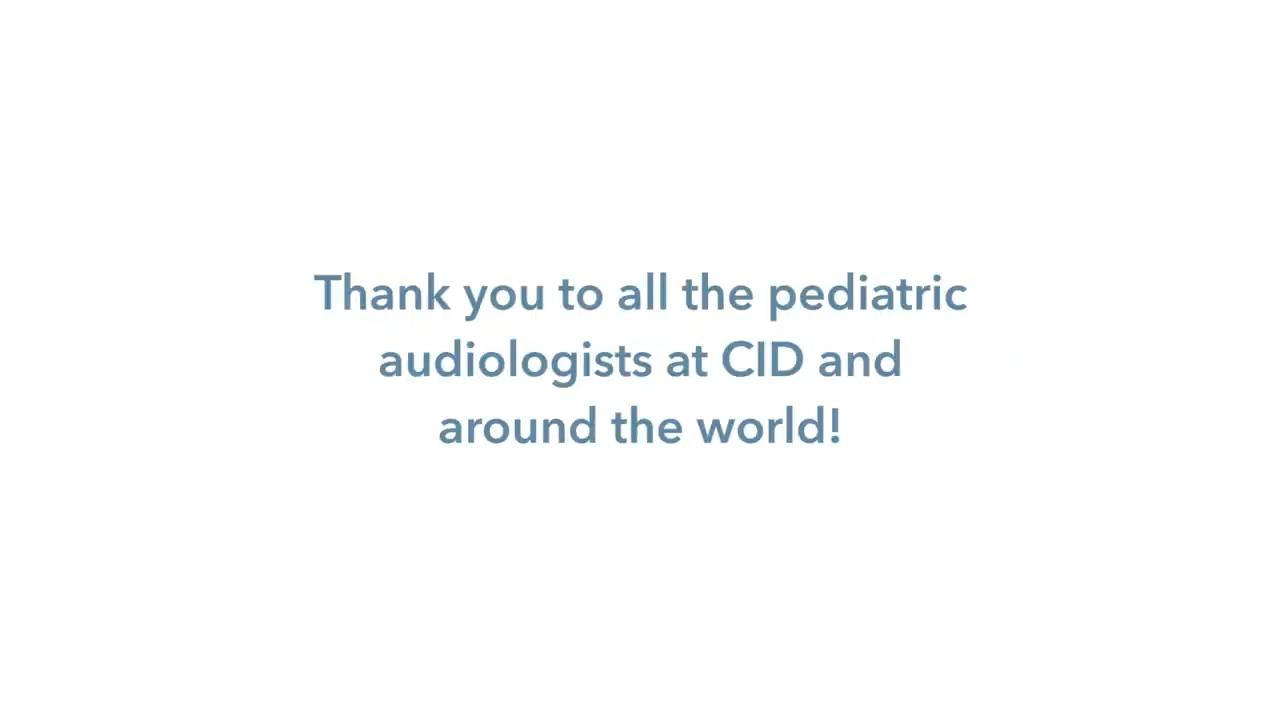 Thank you to all the pediatric
audiologists at CID and
around the world!